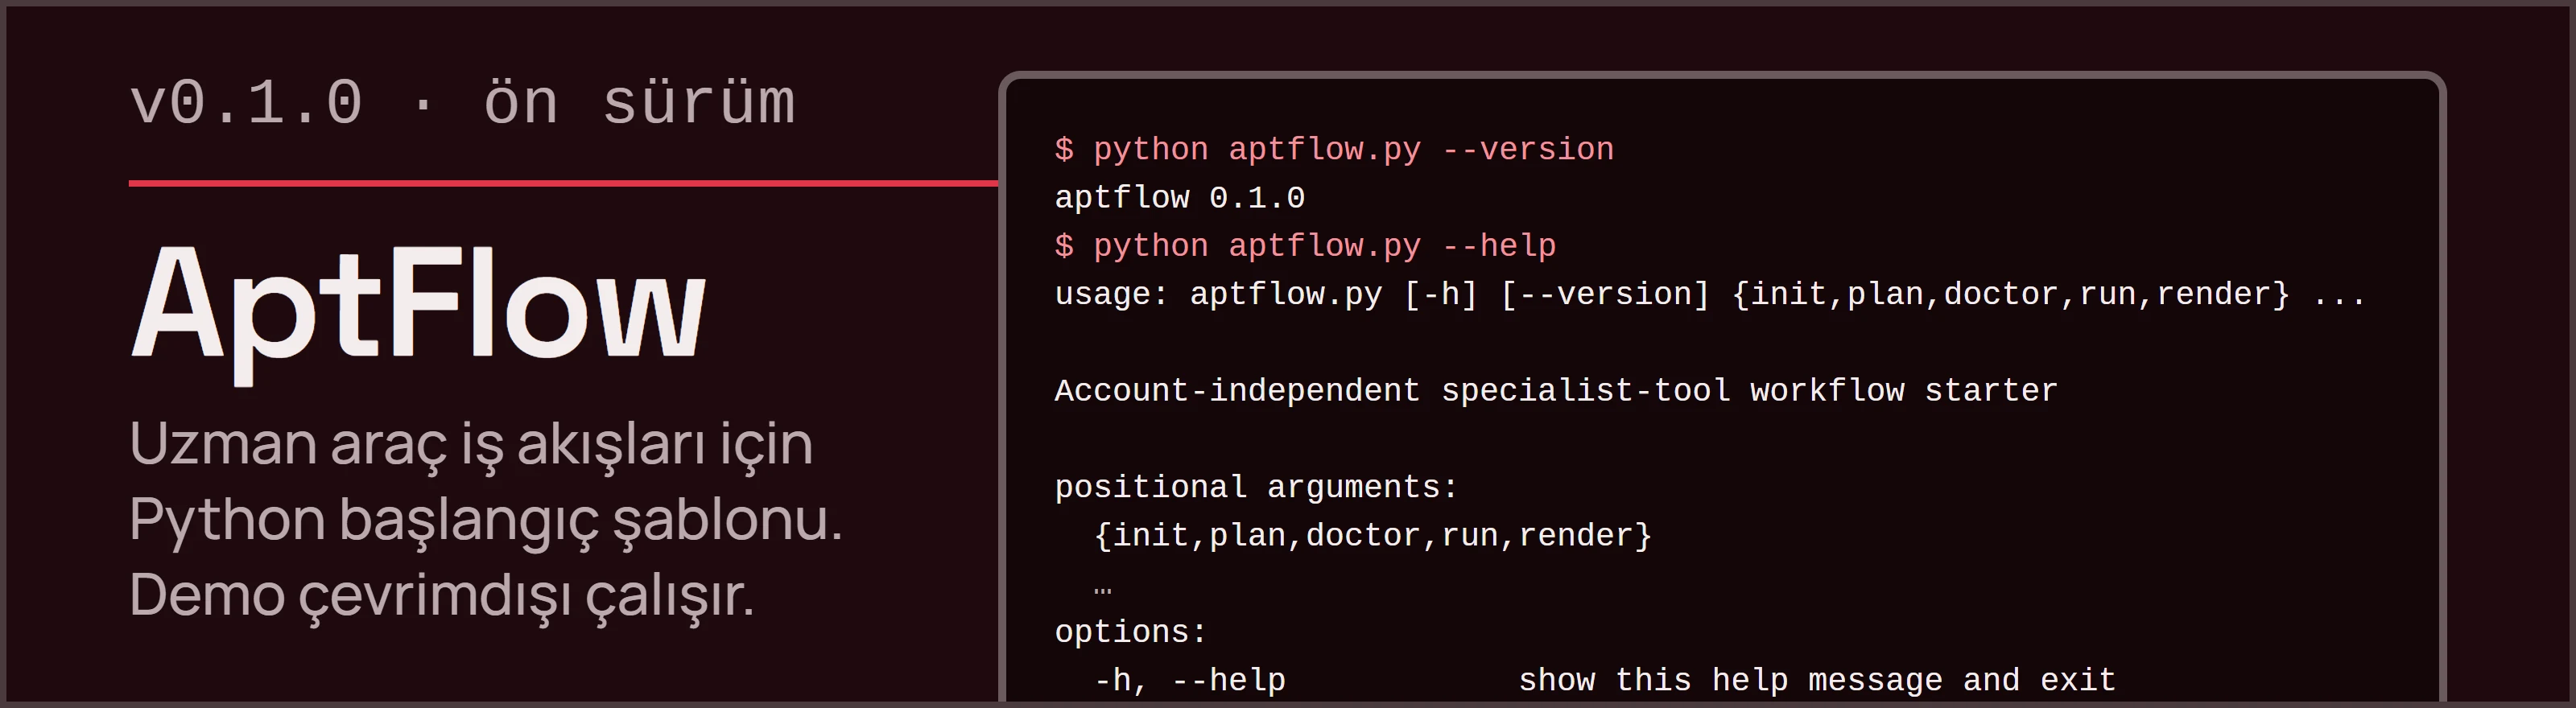 v0.1.0 · ön sürüm
AptFlow
Uzman araç iş akışları için
Python başlangıç şablonu.
Demo çevrimdışı çalışır.
$ python aptflow.py --version
aptflow 0.1.0
$ python aptflow.py --help
usage: aptflow.py [-h] [--version] {init,plan,doctor,run,render} ...
Account-independent specialist-tool workflow starter
positional arguments:
  {init,plan,doctor,run,render}
  …
options:
  -h, --help            show this help message and exit